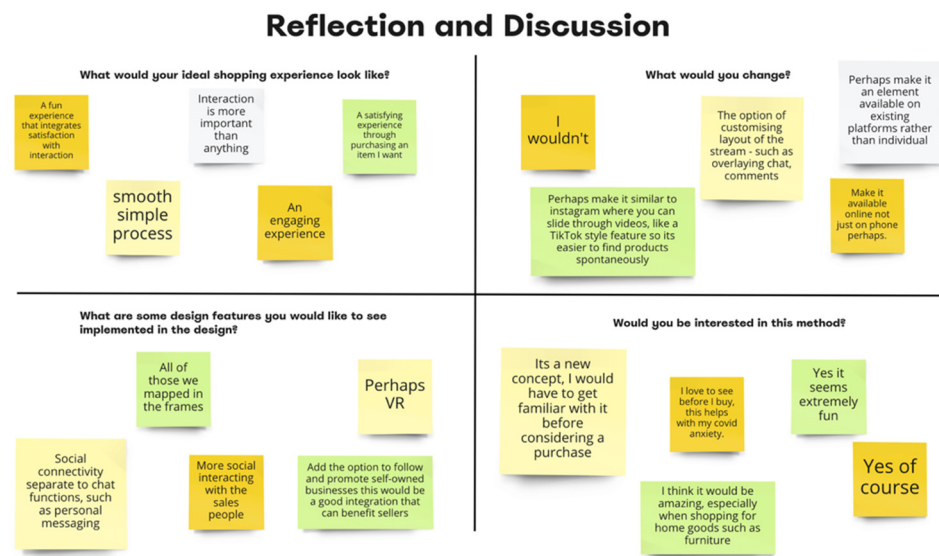 Reflection and Discussion
What would your ideal shopping experience look like?
A fun
experience
that integrates
satisfaction
with
interaction
Interaction
is more
important
than
anything
A satisfying
experience
through
purchasing an
item I want
smooth
simple
process
An
engaging
experience
What would you change?
I
wouldn't
The option of
customising
layout of the
stream - such as
overlaying chat,
comments
Perhaps make it
an element
available on
existing
platforms rather
than individual
Perhaps make it similar to
instagram where you can
slide through videos, like a
TikTok style feature so its
easier to find products
spontaneously
Make it
available
online not
just on phone
perhaps.
What are some design features you would like to see
implemented in the design?
All of
those we
mapped in
the frames
Perhaps
VR
Social
connectivity
separate to chat
functions, such
as personal
messaging
More social
interacting
with the
sales
people
Add the option to follow
and promote self-owned
businesses this would be
a good integration that
can benefit sellers
Would you be interested in this method?
Its a new
concept, I would
have to get
familiar with it
before
considering a
purchase
I love to see
before I buy,
this helps
with my covid
anxiety.
Yes it
seems
extremely
fun
I think it would be
amazing, especially
when shopping for
home goods such as
furniture
Yes of
course